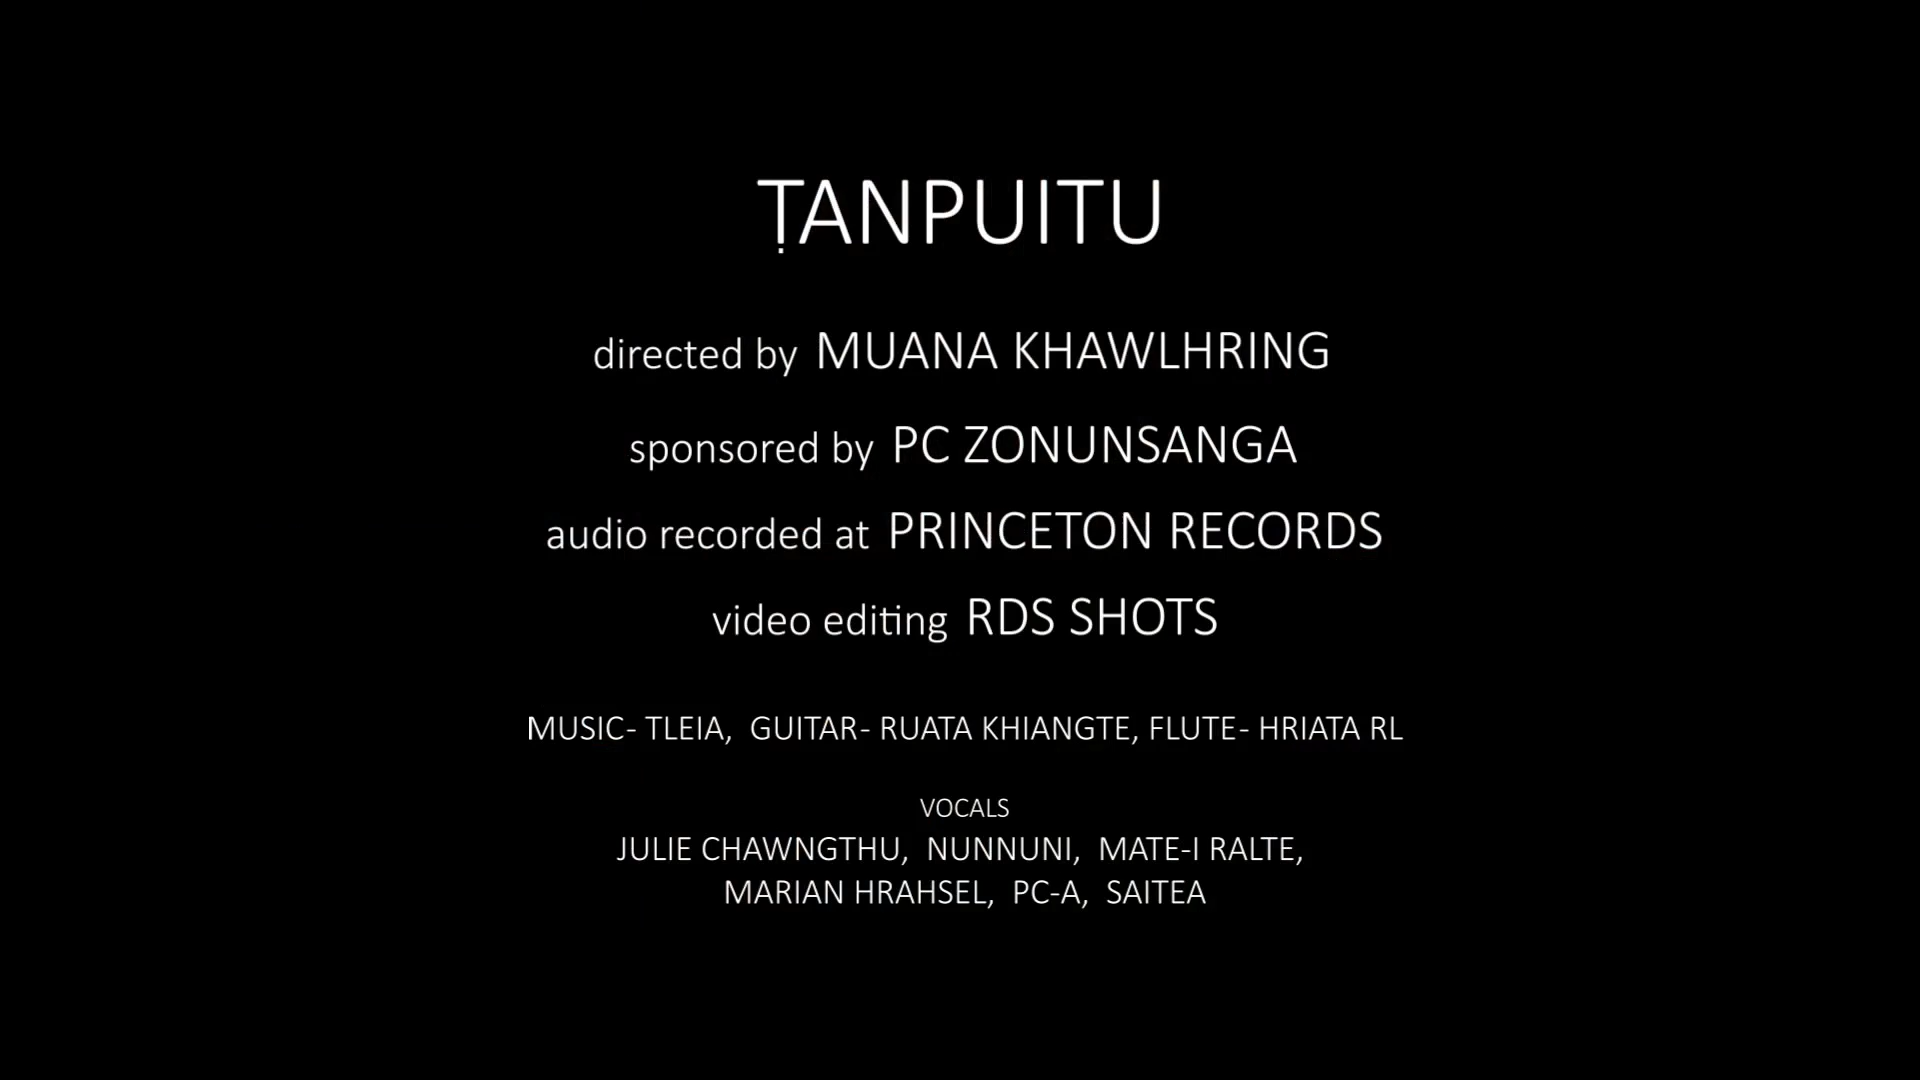 ṬANPUITU
directed by MUANA KHAWLHRING
sponsored by PC ZONUNSANGA
audio recorded at PRINCETON RECORDS
video editing RDS SHOTS
MUSIC- TLEIA, GUITAR- RUATA KHIANGTE, FLUTE- HRIATA RL
VOCALS
JULIE CHAWNGTHU, NUNNUNI, MATE-I RALTE,
MARIAN HRAHSEL, PC-A, SAITEA